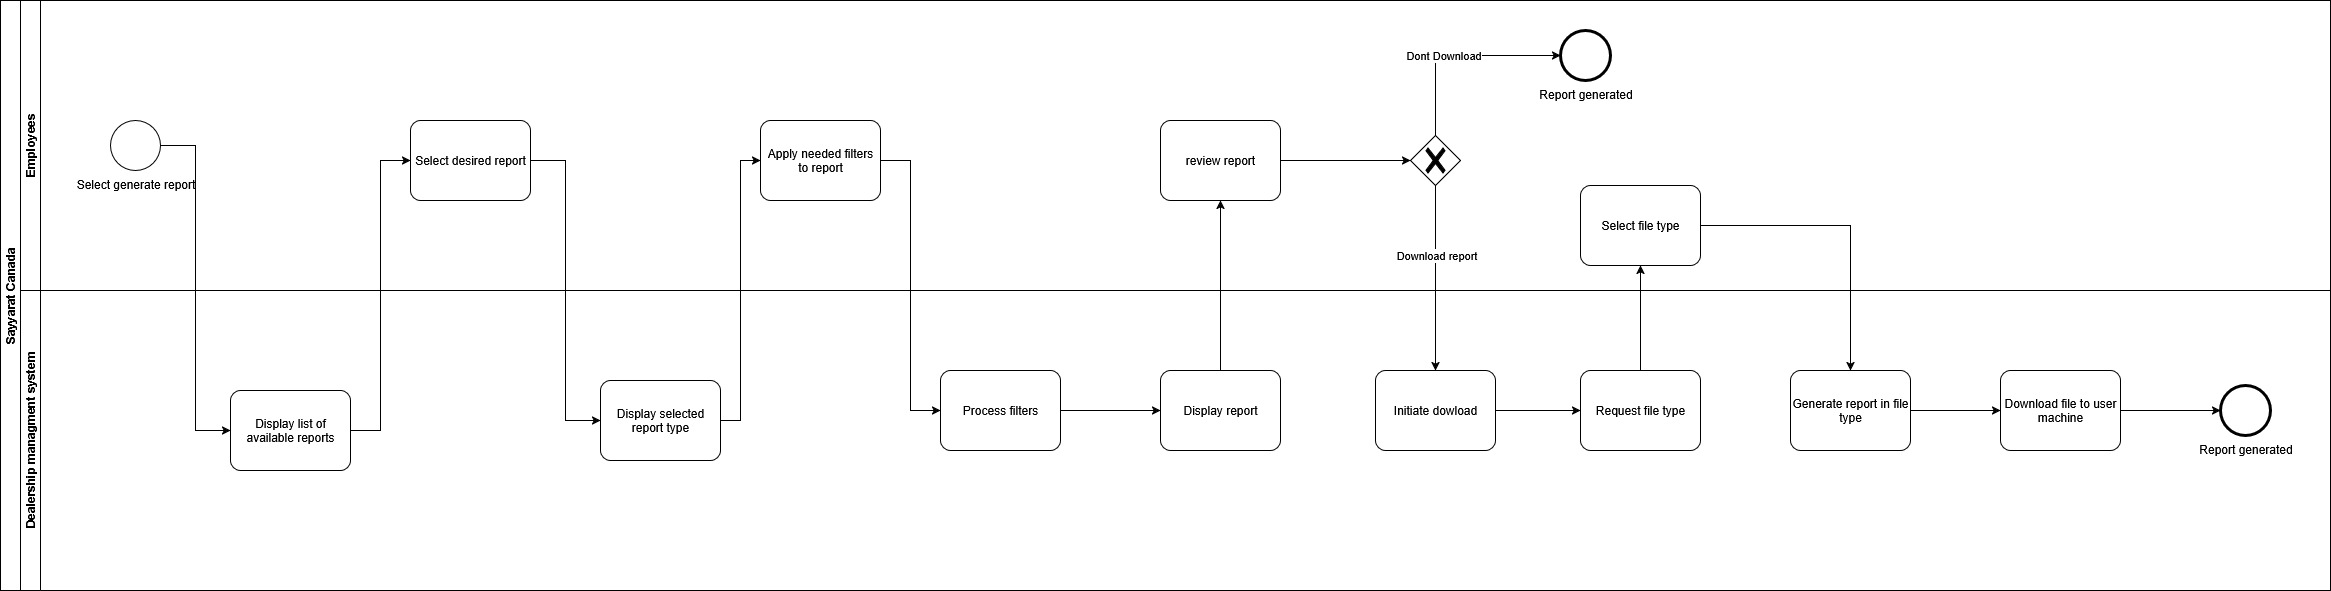 Sayyarat Canada
Employees
Dealership managment system
Select generate report
Display list of
available reports
Select desired report
Display selected
report type
Apply needed filters
to report
Process filters
Display report
review report
Dont Download
Report generated
Download report
Initiate dowload
Request file type
Select file type
Generate report in file
type
Download file to user
machine
Report generated